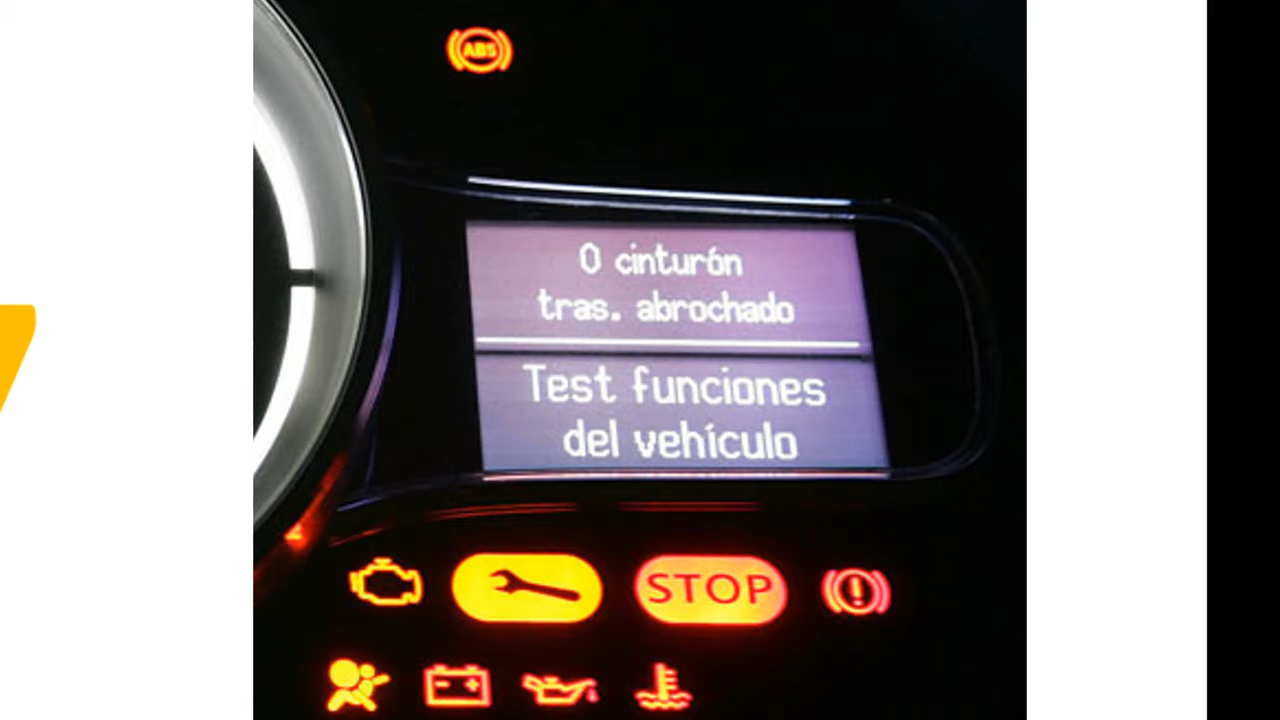 ABS
0 cinturón
tras. abrochado
Test funciones
del vehículo
STOP